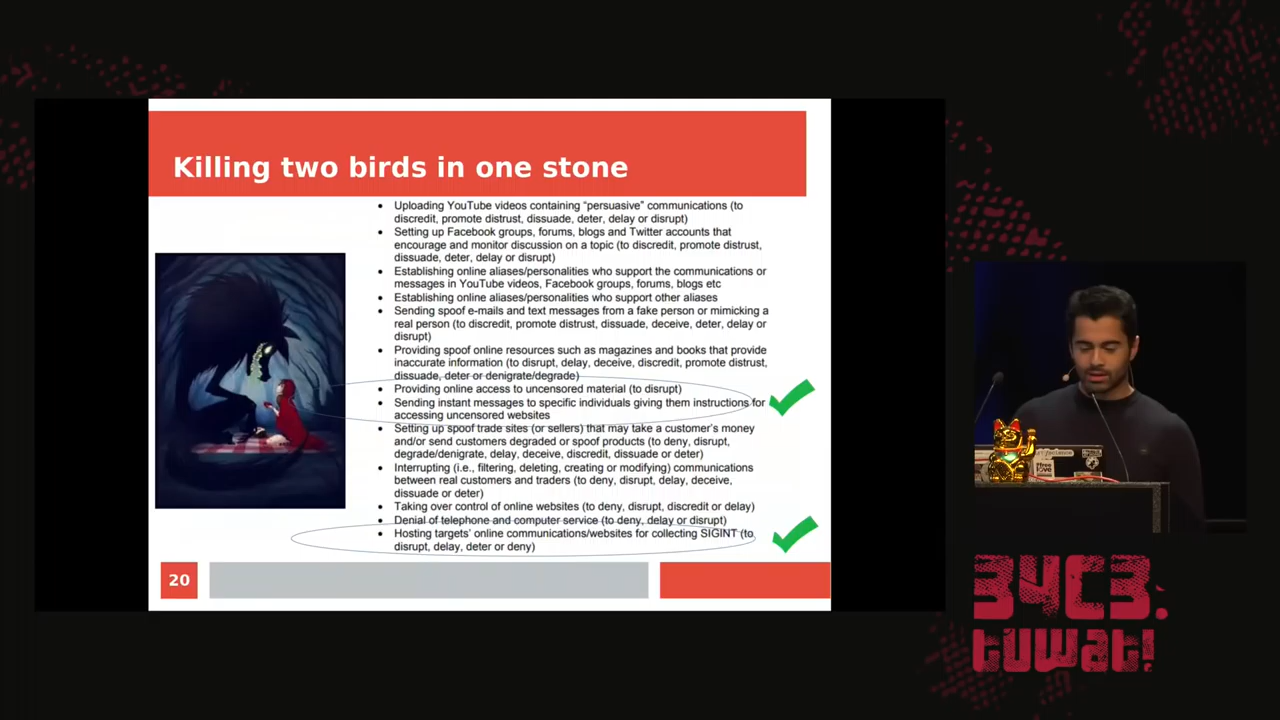 Killing two birds in one stone
• Uploading YouTube videos containing “persuasive” communications (to
discredit, promote distrust, dissuade, deter, delay or disrupt)
• Setting up Facebook groups, forums, blogs and Twitter accounts that
encourage and monitor discussion on a topic (to discredit, promote distrust,
dissuade, deter, delay or disrupt)
• Establishing online aliases/personalities who support the communications or
messages in YouTube videos, Facebook groups, forums, blogs etc
• Establishing online aliases/personalities who support other aliases
• Sending spoof e-mails and text messages from a fake person or mimicking a
real person (to discredit, promote distrust, dissuade, deceive, deter, delay or
disrupt)
• Providing spoof online resources such as magazines and books that provide
inaccurate information (to disrupt, delay, deceive, discredit, promote distrust,
dissuade, deter or denigrate/degrade)
• Providing online access to uncensored material (to disrupt)
• Sending instant messages to specific individuals giving them instructions for
accessing uncensored websites
• Setting up spoof trade sites (or sellers) that may take a customer’s money
and/or send customers degraded or spoof products (to deny, disrupt,
degrade/denigrate, delay, deceive, discredit, dissuade or deter)
• Interrupting (i.e., filtering, deleting, creating or modifying) communications
between real customers and traders (to deny, disrupt, delay, deceive,
dissuade or deter)
• Taking over control of online websites (to deny, disrupt, discredit or delay)
• Denial of telephone and computer service (to deny, delay or disrupt)
• Hosting targets’ online communications/websites for collecting SIGINT (to
disrupt, delay, deter or deny)
20
34C3.
tuwat!